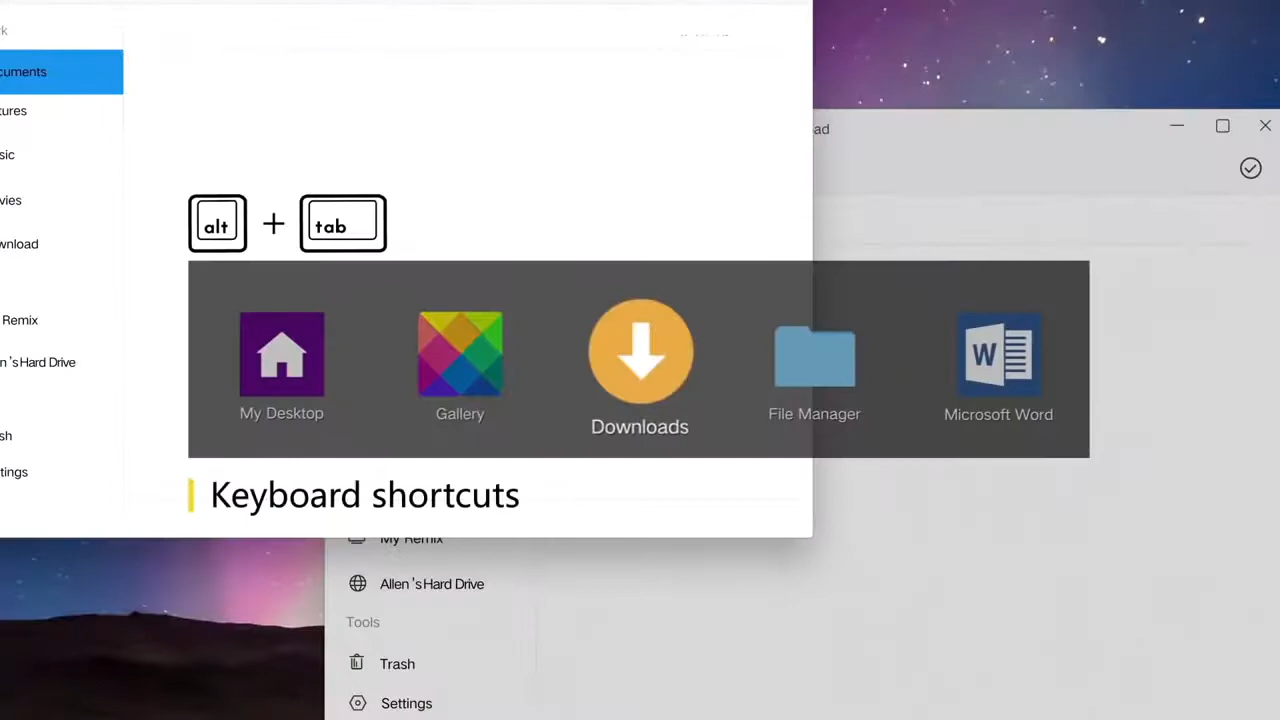 rk
cuments
tures
sic
vies
wnload
Remix
n 's Hard Drive
sh
tings
ad
alt + tab
My Desktop
Gallery
Downloads
File Manager
W
Microsoft Word
Keyboard shortcuts
My Remix
Allen 's Hard Drive
Tools
Trash
Settings